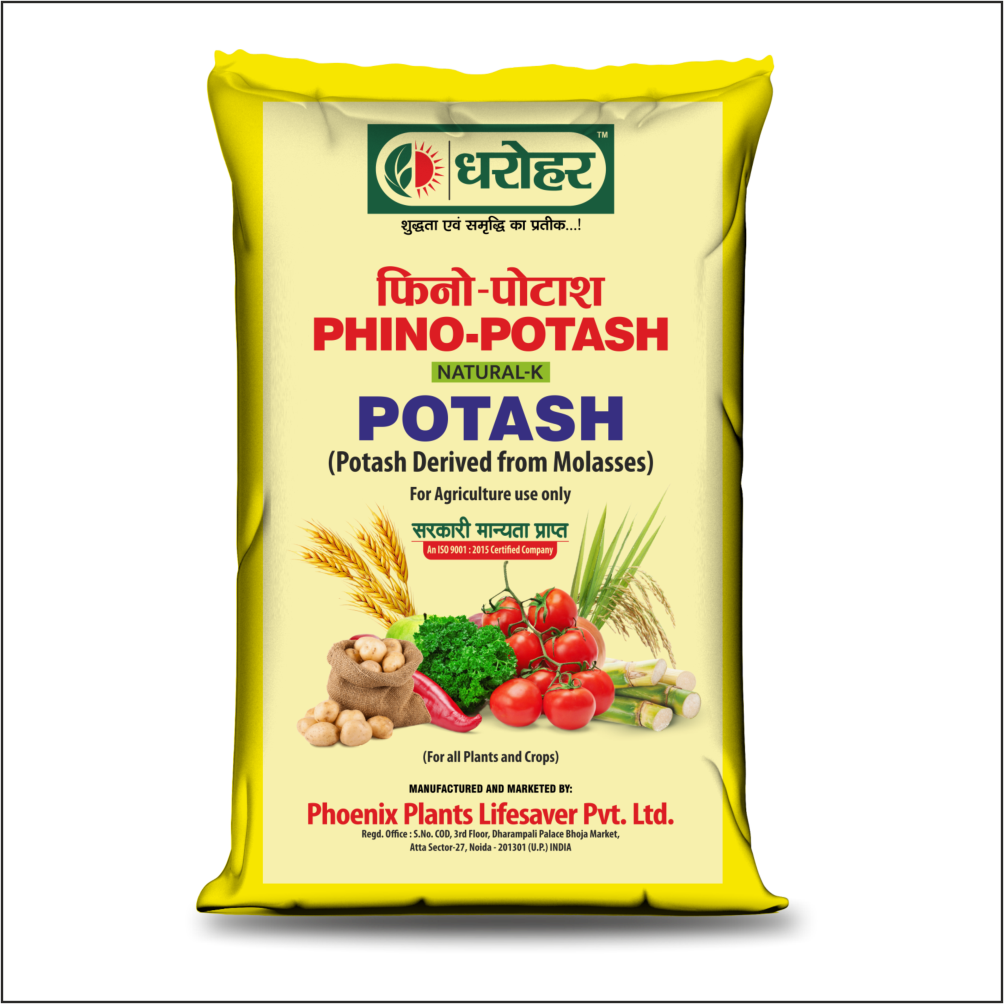 धरोहर TM
शुद्धता एवं समृद्धि का प्रतीक...!
फिनो-पोटाश
PHINO-POTASH
NATURAL-K
POTASH
(Potash Derived from Molasses)
For Agriculture use only
सरकारी मान्यता प्राप्त
An ISO 9001 : 2015 Certified Company
(For all Plants and Crops)
MANUFACTURED AND MARKETED BY:
Phoenix Plants Lifesaver Pvt. Ltd.
Regd. Office : S.No. COD, 3rd Floor, Dharampali Palace Bhoja Market,
Atta Sector-27, Noida - 201301 (U.P.) INDIA